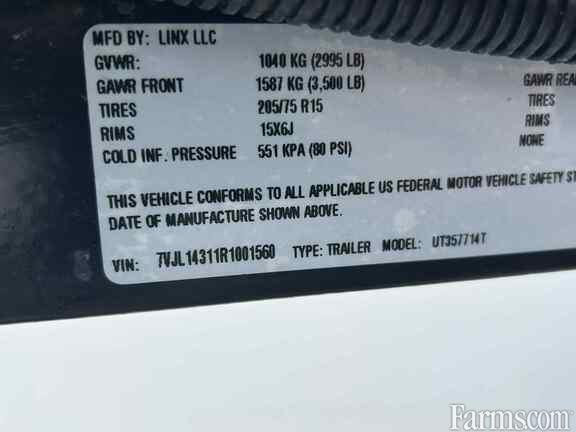 MFD BY: LINX LLC
GVWR: 1040 KG (2995 LB)
GAWR FRONT 1587 KG (3,500 LB) GAWR REA
TIRES 205/75 R15 TIRES
RIMS 15X6J RIMS
COLD INF. PRESSURE 551 KPA (80 PSI) NONE
THIS VEHICLE CONFORMS TO ALL APPLICABLE US FEDERAL MOTOR VEHICLE SAFETY ST
DATE OF MANUFACTURE SHOWN ABOVE.
VIN: 7VJL14311R1001560 TYPE: TRAILER MODEL: UT357714T
Farms.com